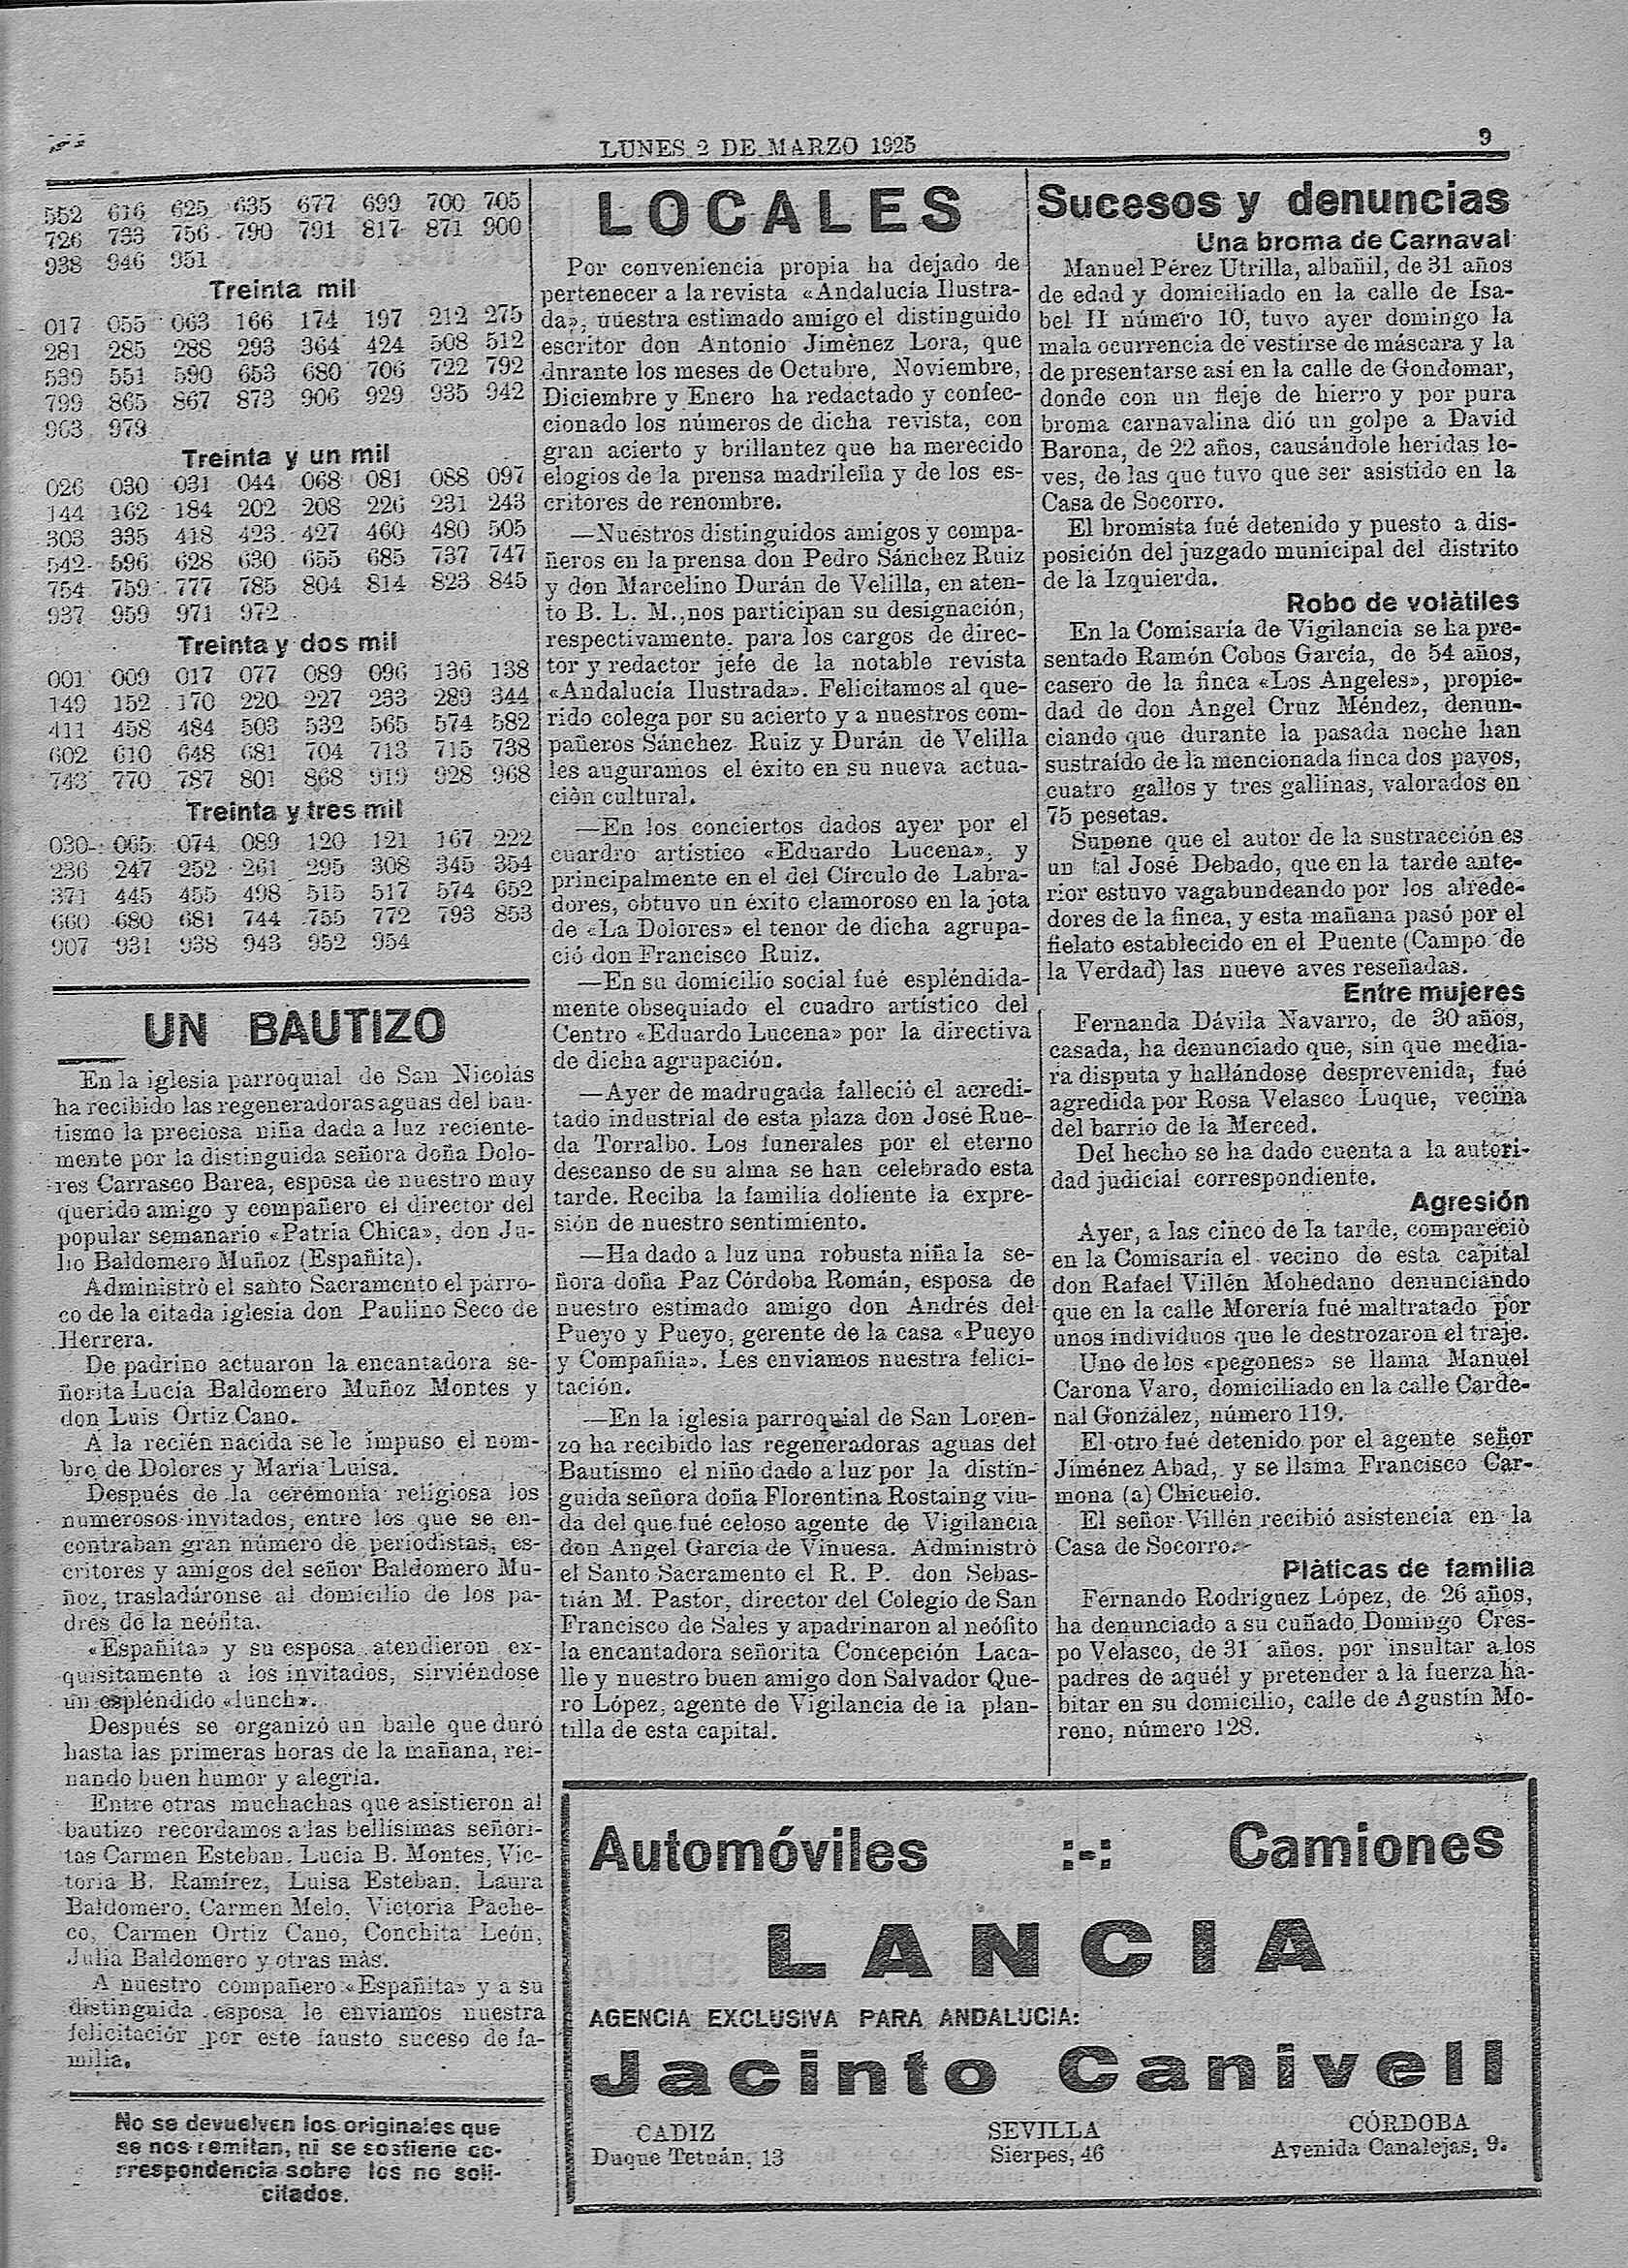 LUNES 2 DE MARZO 1925
9
552 616 625 635 677 699 700 705
726 733 756 790 791 817 871 900
938 946 951
Treinta mil
017 055 063 166 174 197 212 275
281 285 288 293 364 424 508 512
539 551 590 653 680 706 722 792
799 865 867 873 906 929 935 942
963 973
Treinta y un mil
026 030 031 044 068 081 088 097
144 162 184 202 208 226 231 243
303 335 418 423 427 460 480 505
542 596 628 630 655 685 737 747
754 759 777 785 804 814 823 845
937 959 971 972
Treinta y dos mil
001 009 017 077 089 096 136 138
149 152 170 220 227 233 289 344
411 458 484 503 532 565 574 582
602 610 648 681 704 713 715 738
743 770 787 801 868 919 928 968
Treinta y tres mil
030 065 074 089 120 121 167 222
236 247 252 261 295 308 345 354
371 445 455 498 515 517 574 652
660 680 681 744 755 772 793 853
907 931 938 943 952 954
UN BAUTIZO
En la iglesia parroquial de San Nicolás
ha recibido las regeneradoras aguas del bau-
tismo la preciosa niña dada a luz reciente-
mente por la distinguida señora doña Dolo-
res Carrasco Barea, esposa de nuestro muy
querido amigo y compañero el director del
popular semanario «Patria Chica», don Ju-
lio Baldomero Muñoz (Españita).
Administrò el santo Sacramento el párro-
co de la citada iglesia don Paulino Seco de
Herrera.
De padrino actuaron la encantadora se-
ñorita Lucía Baldomero Muñoz Montes y
don Luis Ortiz Cano.
A la recién nacida se le impuso el nom-
bre de Dolores y María Luisa.
Después de la ceremonia religiosa los
numerosos invitados, entre los que se en-
contraban gran número de periodistas, es-
critores y amigos del señor Baldomero Mu-
ñoz, trasladáronse al domicilio de los pa-
dres de la neófita.
«Españita» y su esposa atendieron ex-
quisitamente a los invitados, sirviéndose
un espléndido «lunch».
Después se organizó un baile que duró
hasta las primeras horas de la mañana, rei-
nando buen humor y alegría.
Entre otras muchachas que asistieron al
bautizo recordamos a las bellísimas señori-
tas Carmen Esteban, Lucía B. Montes, Vic-
toria B. Ramírez, Luisa Esteban, Laura
Baldomero, Carmen Melo, Victoria Pache-
co, Carmen Ortiz Cano, Conchita León,
Julia Baldomero y otras más.
A nuestro compañero «Españita» y a su
distinguida esposa le enviamos nuestra
felicitación por este fausto suceso de fa-
milia.
No se devuelven los originales que
se nos remitan, ni se sostiene co-
rrespondencia sobre los no soli-
citados.
LOCALES
Por conveniencia propia ha dejado de
pertenecer a la revista «Andalucía Ilustra-
da», nuestra estimado amigo el distinguido
escritor don Antonio Jimènez Lora, que
durante los meses de Octubre, Noviembre,
Diciembre y Enero ha redactado y confec-
cionado los números de dicha revista, con
gran acierto y brillantez que ha merecido
elogios de la prensa madrileña y de los es-
critores de renombre.
—Nuestros distinguidos amigos y compa-
ñeros en la prensa don Pedro Sánchez Ruiz
y don Marcelino Durán de Velilla, en aten-
to B. L. M., nos participan su designación,
respectivamente, para los cargos de direc-
tor y redactor jefe de la notable revista
«Andalucía Ilustrada». Felicitamos al que-
rido colega por su acierto y a nuestros com-
pañeros Sánchez Ruiz y Durán de Velilla
les auguramos el éxito en su nueva actua-
ciòn cultural.
—En los conciertos dados ayer por el
cuardro artístico «Eduardo Lucena», y
principalmente en el del Círculo de Labra-
dores, obtuvo un éxito clamoroso en la jota
de «La Dolores» el tenor de dicha agrupa-
ció don Francisco Ruiz.
—En su domicilio social fué espléndida-
mente obsequiado el cuadro artístico del
Centro «Eduardo Lucena» por la directiva
de dicha agrupación.
—Ayer de madrugada falleció el acredi-
tado industrial de esta plaza don José Rue-
da Torralbo. Los funerales por el eterno
descanso de su alma se han celebrado esta
tarde. Reciba la familia doliente la expre-
sión de nuestro sentimiento.
—Ha dado a luz una robusta niña la se-
ñora doña Paz Córdoba Román, esposa de
nuestro estimado amigo don Andrés del
Pueyo y Pueyo, gerente de la casa «Pueyo
y Compañía». Les enviamos nuestra felici-
tación.
—En la iglesia parroquial de San Loren-
zo ha recibido las regeneradoras aguas del
Bautismo el niño dado a luz por la distin-
guida señora doña Florentina Rostaing viu-
da del que fué celoso agente de Vigilancia
don Angel García de Vinuesa. Administrò
el Santo Sacramento el R. P. don Sebas-
tián M. Pastor, director del Colegio de San
Francisco de Sales y apadrinaron al neófito
la encantadora señorita Concepción Laca-
lle y nuestro buen amigo don Salvador Que-
ro López, agente de Vigilancia de la plan-
tilla de esta capital.
Sucesos y denuncias
Una broma de Carnaval
Manuel Pérez Utrilla, albañil, de 31 años
de edad y domiciliado en la calle de Isa-
bel II número 10, tuvo ayer domingo la
mala ocurrencia de vestirse de máscara y la
de presentarse así en la calle de Gondomar,
donde con un fleje de hierro y por pura
broma carnavalina dió un golpe a David
Barona, de 22 años, causándole heridas le-
ves, de las que tuvo que ser asistido en la
Casa de Socorro.
El bromista fué detenido y puesto a dis-
posición del juzgado municipal del distrito
de la Izquierda.
Robo de volàtiles
En la Comisaría de Vigilancia se ha pre-
sentado Ramón Cobos García, de 54 años,
casero de la finca «Los Angeles», propie-
dad de don Angel Cruz Méndez, denun-
ciando que durante la pasada noche han
sustraído de la mencionada finca dos pavos,
cuatro gallos y tres gallinas, valorados en
75 pesetas.
Supone que el autor de la sustracción es
un tal José Debado, que en la tarde ante-
rior estuvo vagabundeando por los alrede-
dores de la finca, y esta mañana pasó por el
fielato establecido en el Puente (Campo de
la Verdad) las nueve aves reseñadas.
Entre mujeres
Fernanda Dávila Navarro, de 30 años,
casada, ha denunciado que, sin que media-
ra disputa y hallándose desprevenida, fué
agredida por Rosa Velasco Luque, vecina
del barrio de la Merced.
Del hecho se ha dado cuenta a la autori-
dad judicial correspondiente.
Agresión
Ayer, a las cinco de la tarde, compareciò
en la Comisaría el vecino de esta capital
don Rafael Villén Mohedano denunciando
que en la calle Morería fué maltratado por
unos individuos que le destrozaron el traje.
Uno de los «pegones» se llama Manuel
Carona Varo, domiciliado en la calle Carde-
nal González, número 119.
El otro fué detenido por el agente señor
Jiménez Abad, y se llama Francisco Car-
mona (a) Chicuelo.
El señor Villén recibió asistencia en la
Casa de Socorro.
Plàticas de familia
Fernando Rodríguez López, de 26 años,
ha denunciado a su cuñado Domingo Cres-
po Velasco, de 31 años, por insultar a los
padres de aquél y pretender a la fuerza ha-
bitar en su domicilio, calle de Agustín Mo-
reno, número 128.
Automóviles :-: Camiones
LANCIA
AGENCIA EXCLUSIVA PARA ANDALUCIA:
Jacinto Canivell
CADIZ SEVILLA CÓRDOBA
Duque Tetuán, 13 Sierpes, 46 Avenida Canalejas, 9.